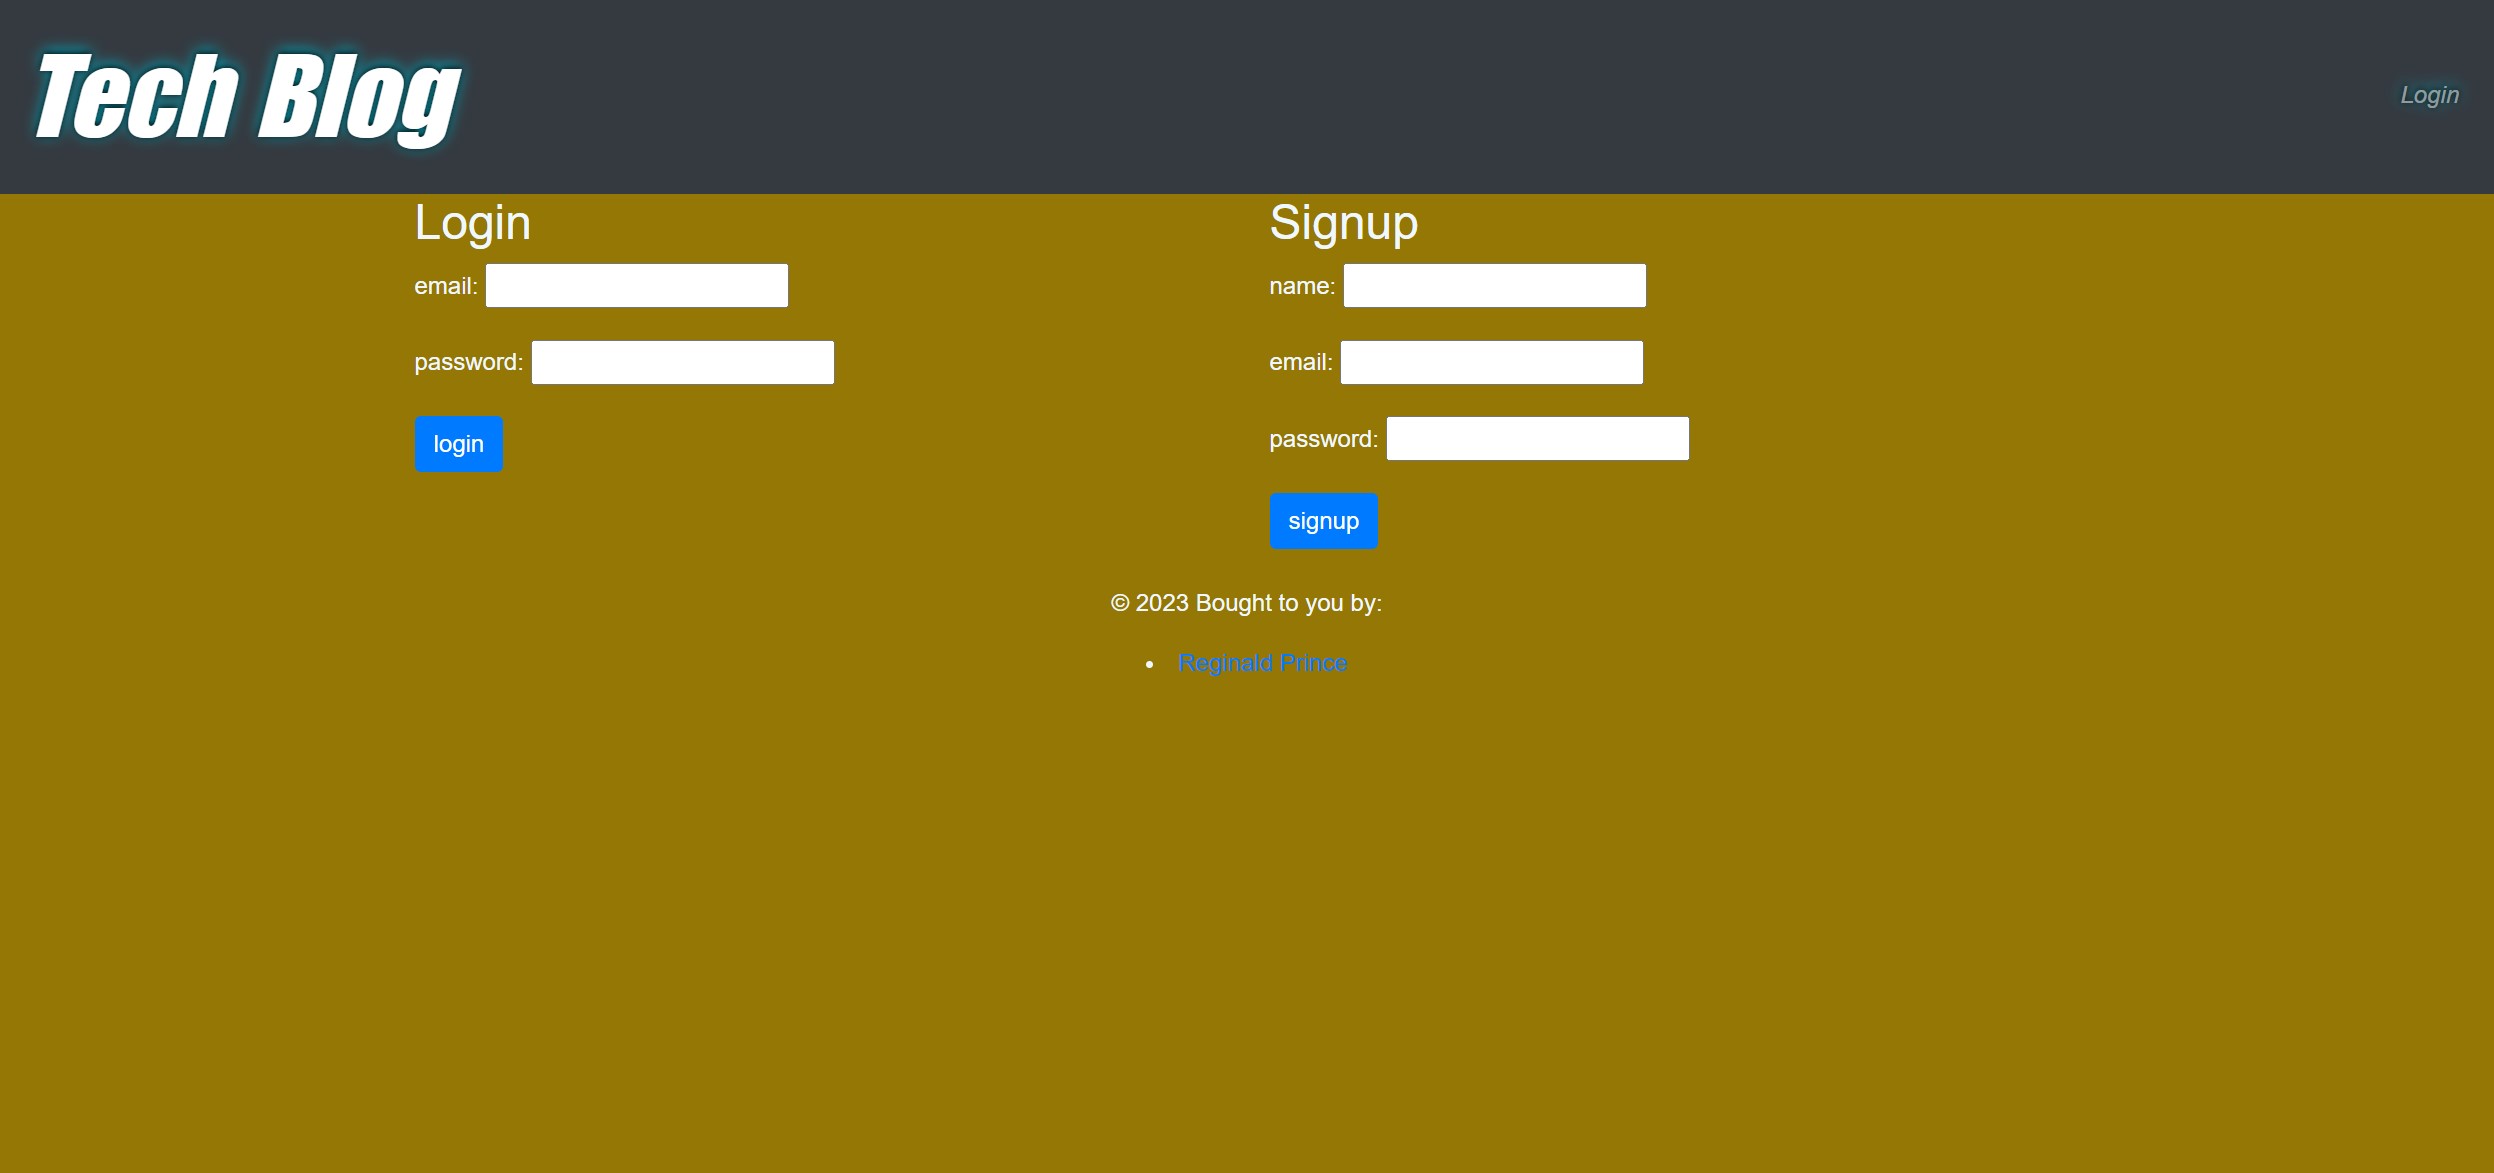 Tech Blog
Login
Login
email:
password:
login
Signup
name:
email:
password:
signup
© 2023 Bought to you by:
• Reginald Prince